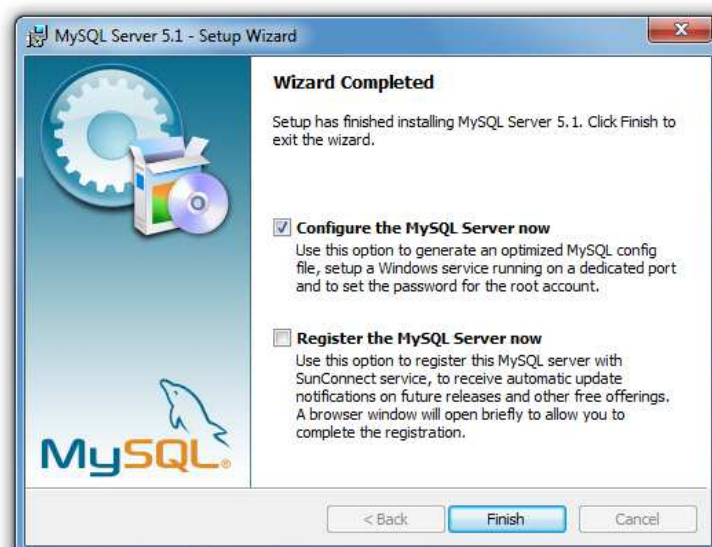 MySQL Server 5.1 - Setup Wizard
Wizard Completed
Setup has finished installing MySQL Server 5.1. Click Finish to
exit the wizard.
Configure the MySQL Server now
Use this option to generate an optimized MySQL config
file, setup a Windows service running on a dedicated port
and to set the password for the root account.
Register the MySQL Server now
Use this option to register this MySQL server with
SunConnect service, to receive automatic update
notifications on future releases and other free offerings.
A browser window will open briefly to allow you to
complete the registration.
MySQL®
< Back
Finish
Cancel